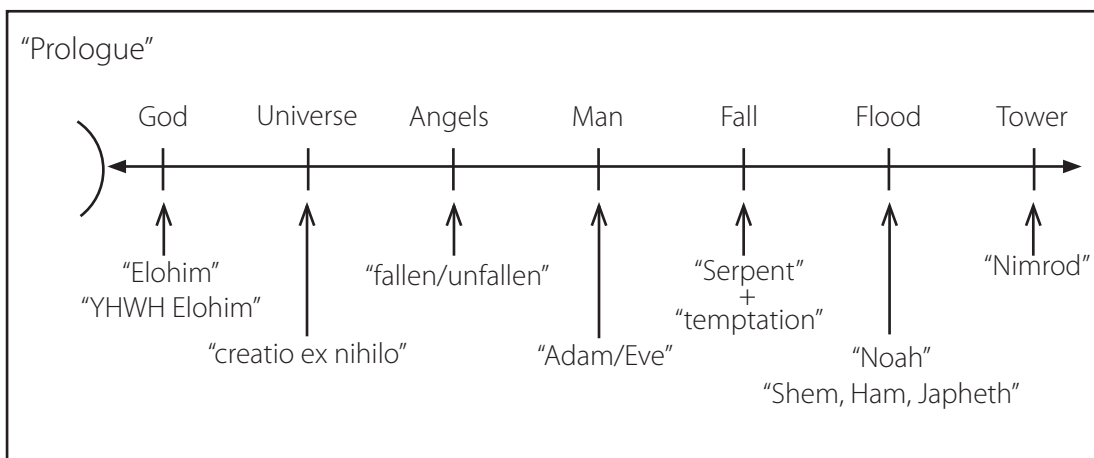 “Prologue”
God Universe Angels Man Fall Flood Tower
“Elohim”
“YHWH Elohim”
“creatio ex nihilo”
“fallen/unfallen”
“Adam/Eve”
“Serpent”
+
“temptation”
“Noah”
“Shem, Ham, Japheth”
“Nimrod”